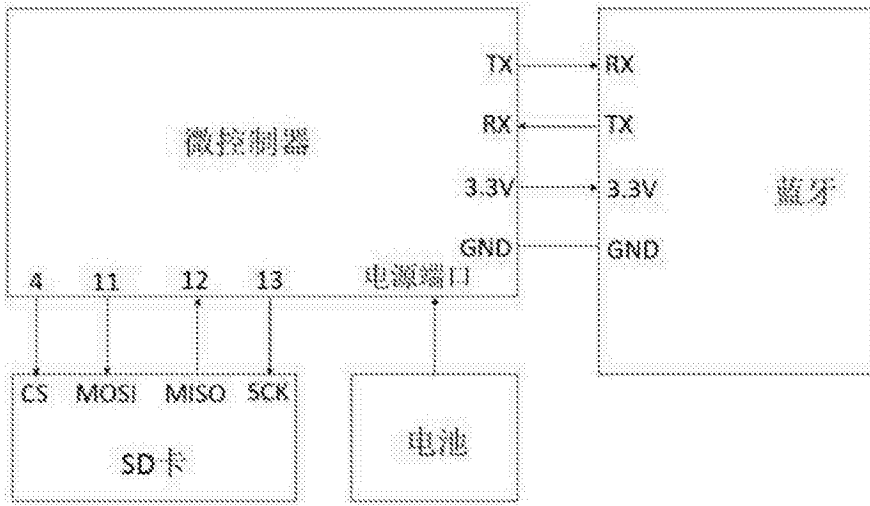 TX RX
微控制器
RX TX
3.3V 3.3V
蓝牙
GND GND
4 11 12 13 电源端口
CS MOSI MISO SCK
电池
SD卡